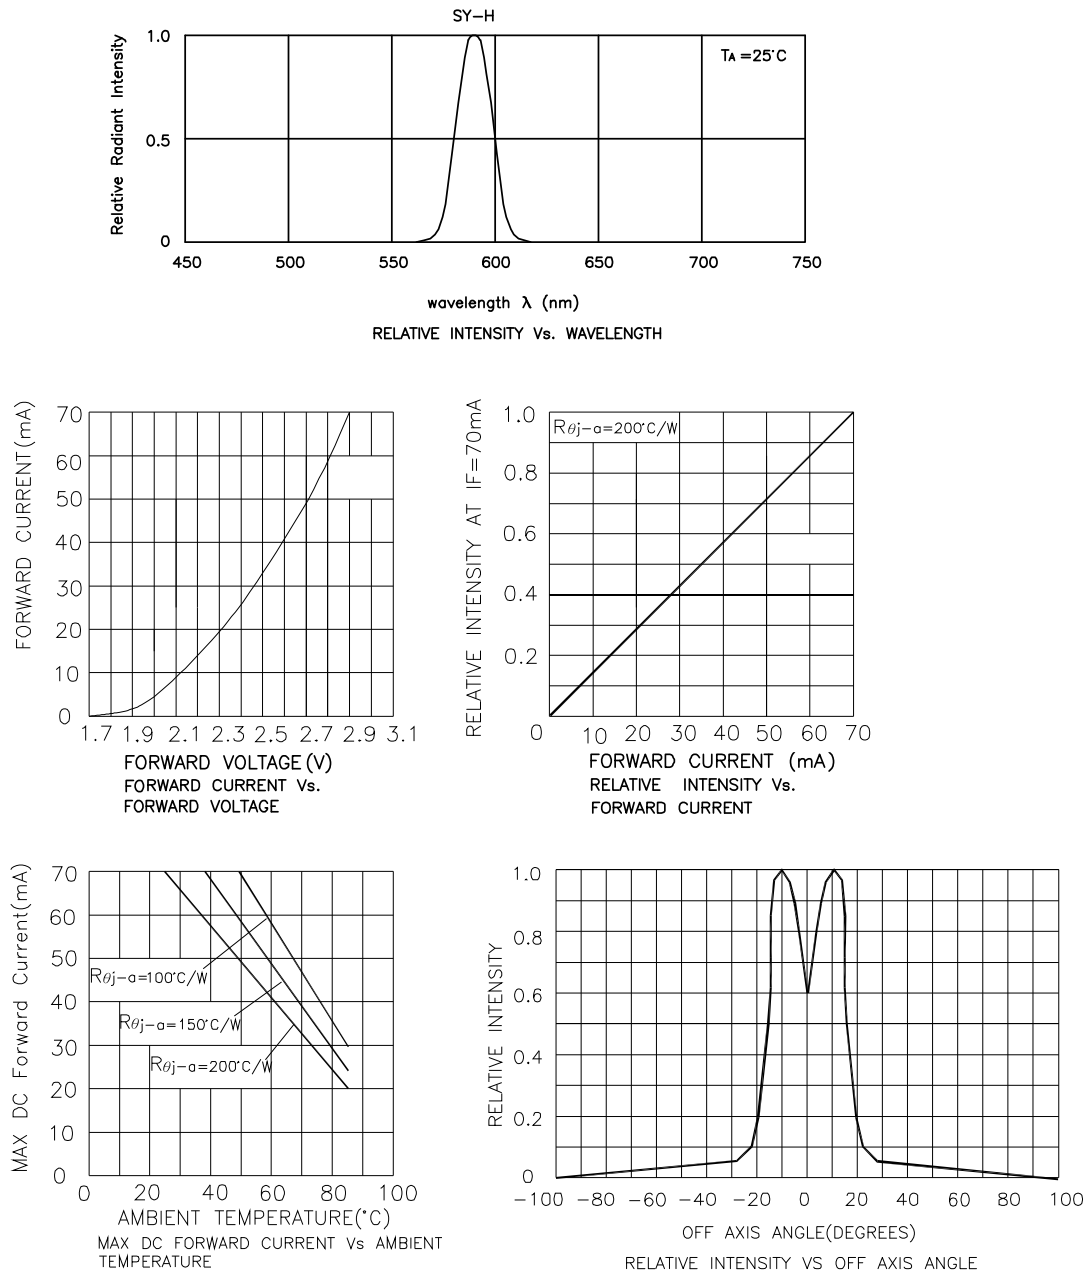 SY-H
Relative Radiant Intensity
1.0
0.5
0
TA=25°C
450 500 550 600 650 700 750
wavelength λ (nm)
RELATIVE INTENSITY Vs. WAVELENGTH
FORWARD CURRENT(mA)
70
60
50
40
30
20
10
0
1.7 1.9 2.1 2.3 2.5 2.7 2.9 3.1
FORWARD VOLTAGE(V)
FORWARD CURRENT Vs.
FORWARD VOLTAGE
RELATIVE INTENSITY AT IF=70mA
1.0
0.8
0.6
0.4
0.2
Rθj-a=200°C/W
0 10 20 30 40 50 60 70
FORWARD CURRENT (mA)
RELATIVE INTENSITY Vs.
FORWARD CURRENT
MAX DC Forward Current(mA)
70
60
50
40
30
20
10
0
Rθj-a=100°C/W
Rθj-a=150°C/W
Rθj-a=200°C/W
0 20 40 60 80 100
AMBIENT TEMPERATURE(°C)
MAX DC FORWARD CURRENT Vs AMBIENT
TEMPERATURE
RELATIVE INTENSITY
1.0
0.8
0.6
0.4
0.2
0
-100 -80 -60 -40 -20 0 20 40 60 80 100
OFF AXIS ANGLE(DEGREES)
RELATIVE INTENSITY VS OFF AXIS ANGLE